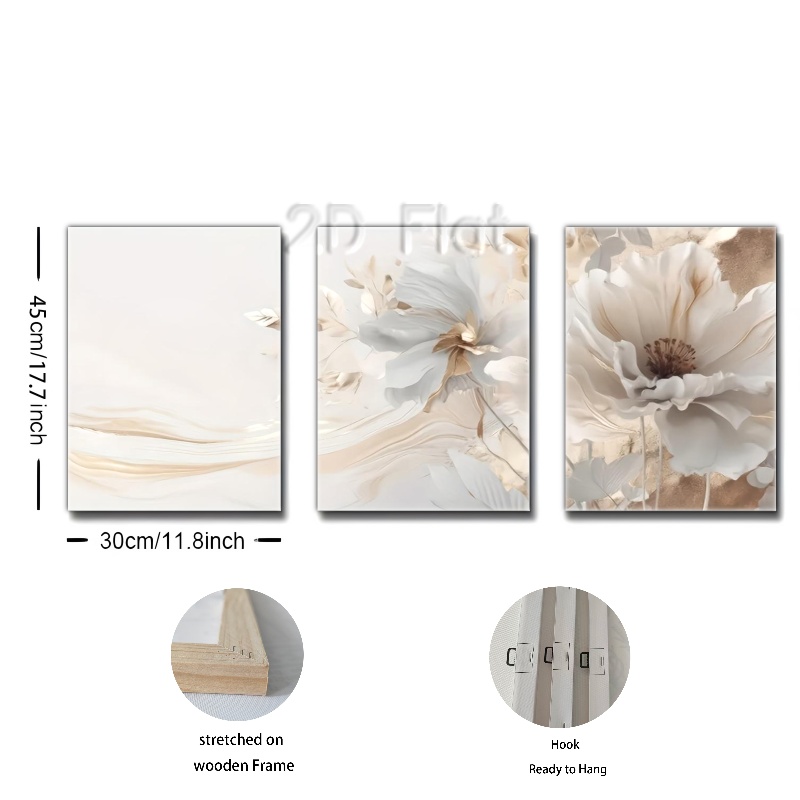 2D Flat
45cm/17.7inch
30cm/11.8inch
stretched on
wooden Frame
Hook
Ready to Hang